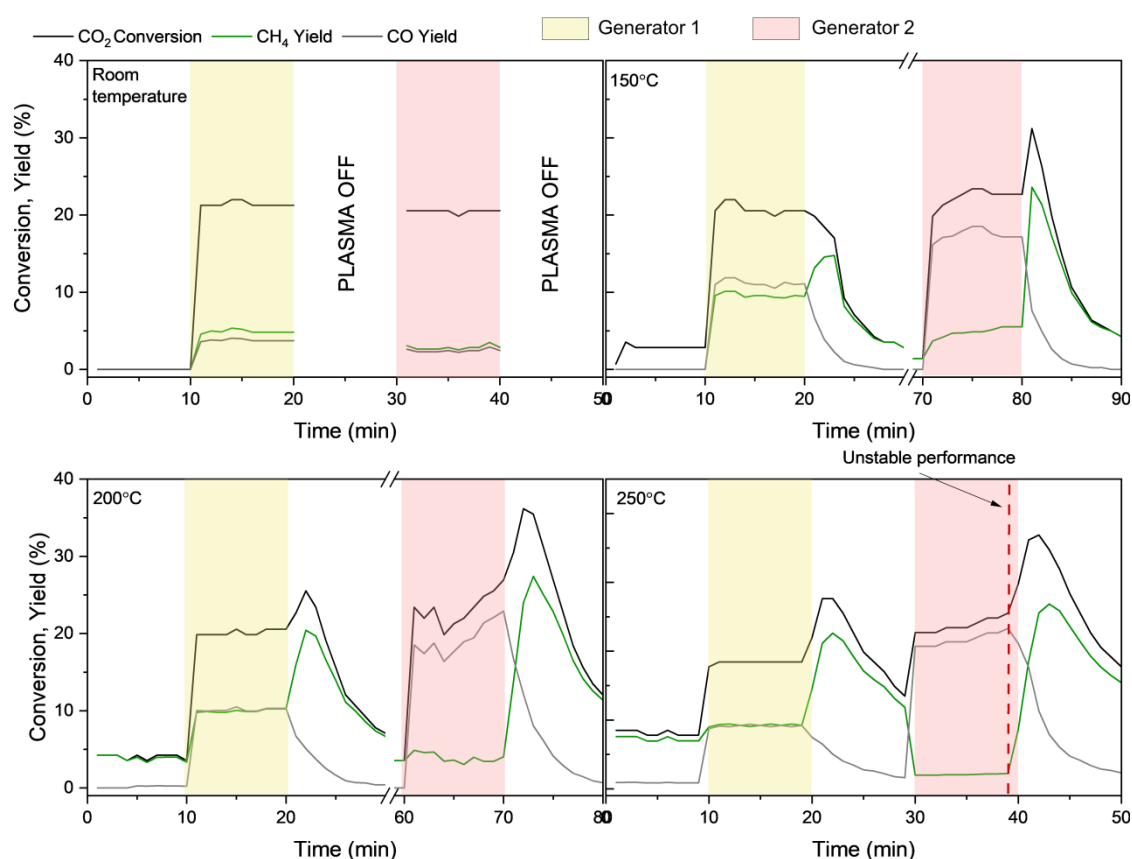 CO₂ Conversion CH₄ Yield CO Yield Generator 1 Generator 2
Conversion, Yield (%)
40
30
20
10
0
Room
temperature
PLASMA OFF
PLASMA OFF
0 10 20 30 40 50
Time (min)
150°C
0 10 20 70 80 90
Time (min)
Unstable performance
Conversion, Yield (%)
40
30
20
10
0
200°C
0 10 20 60 70 80
Time (min)
250°C
0 10 20 30 40 50
Time (min)